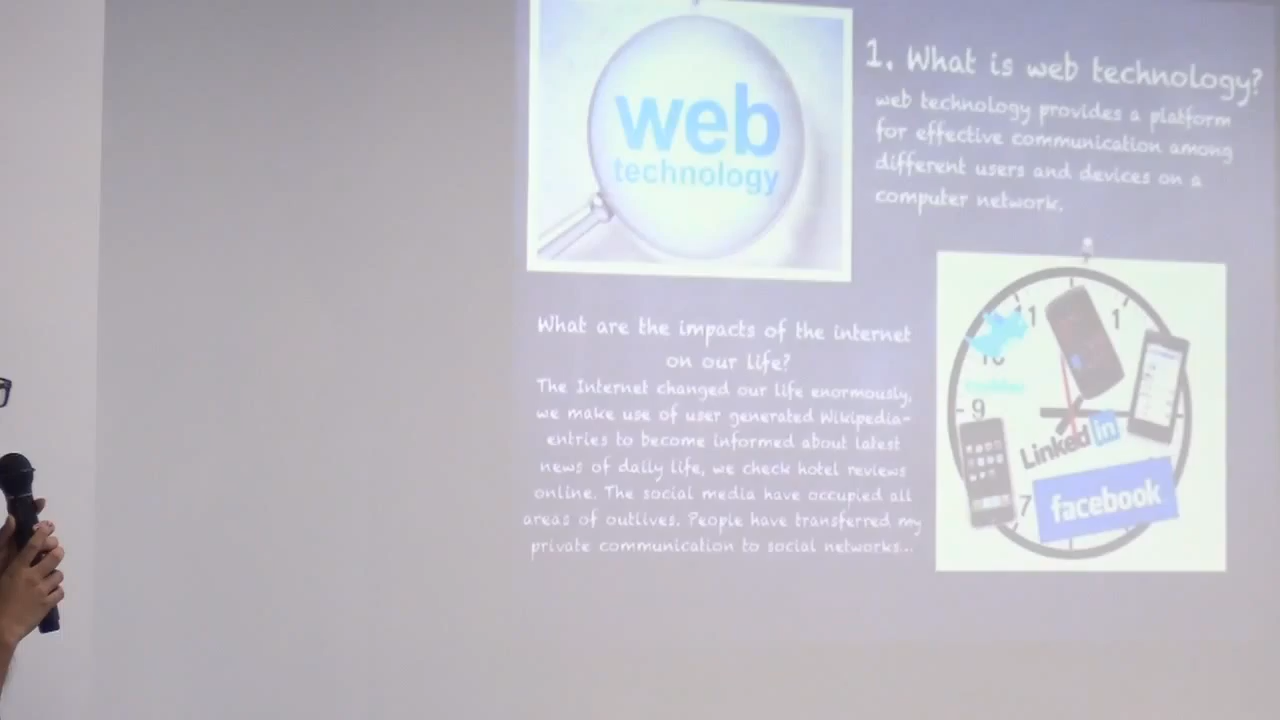 web
technology
1. What is web technology?
web technology provides a platform
for effective communication among
different users and devices on a
computer network.
What are the impacts of the internet
on our life?
The Internet changed our life enormously,
we make use of user generated Wikipedia-
entries to become informed about latest
news of daily life, we check hotel reviews
online. The social media have occupied all
areas of outlives. People have transferred my
private communication to social networks...
11
1
9
Linkedin
7
facebook